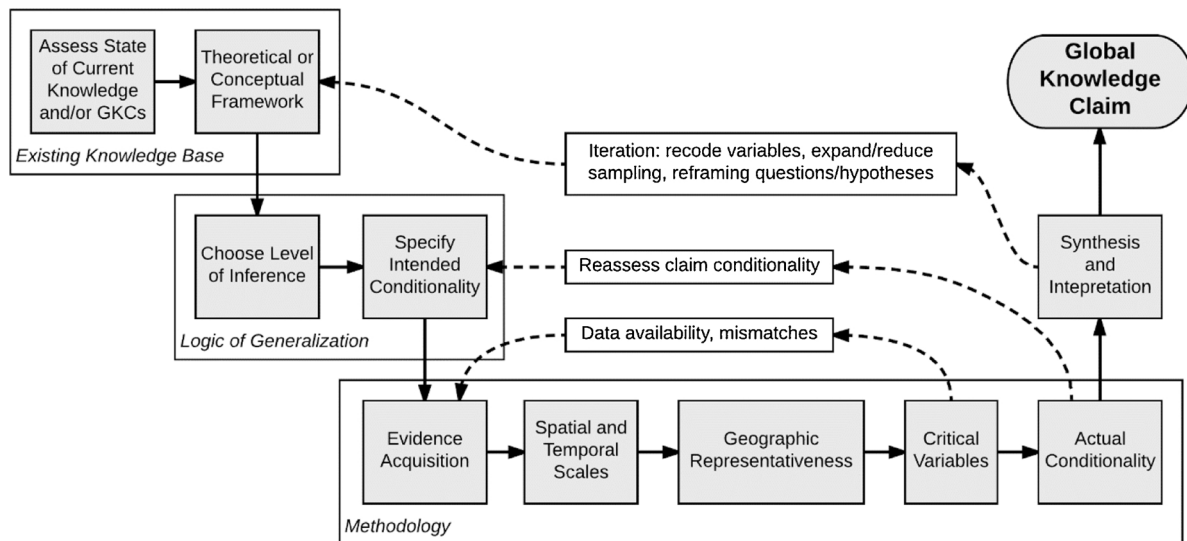 Assess State
of Current
Knowledge
and/or GKCs
Theoretical or
Conceptual
Framework
Existing Knowledge Base
Global
Knowledge
Claim
Iteration: recode variables, expand/reduce
sampling, reframing questions/hypotheses
Choose Level
of Inference
Specify
Intended
Conditionality
Logic of Generalization
Reassess claim conditionality
Synthesis
and
Intepretation
Data availability, mismatches
Evidence
Acquisition
Spatial and
Temporal
Scales
Geographic
Representativeness
Critical
Variables
Actual
Conditionality
Methodology